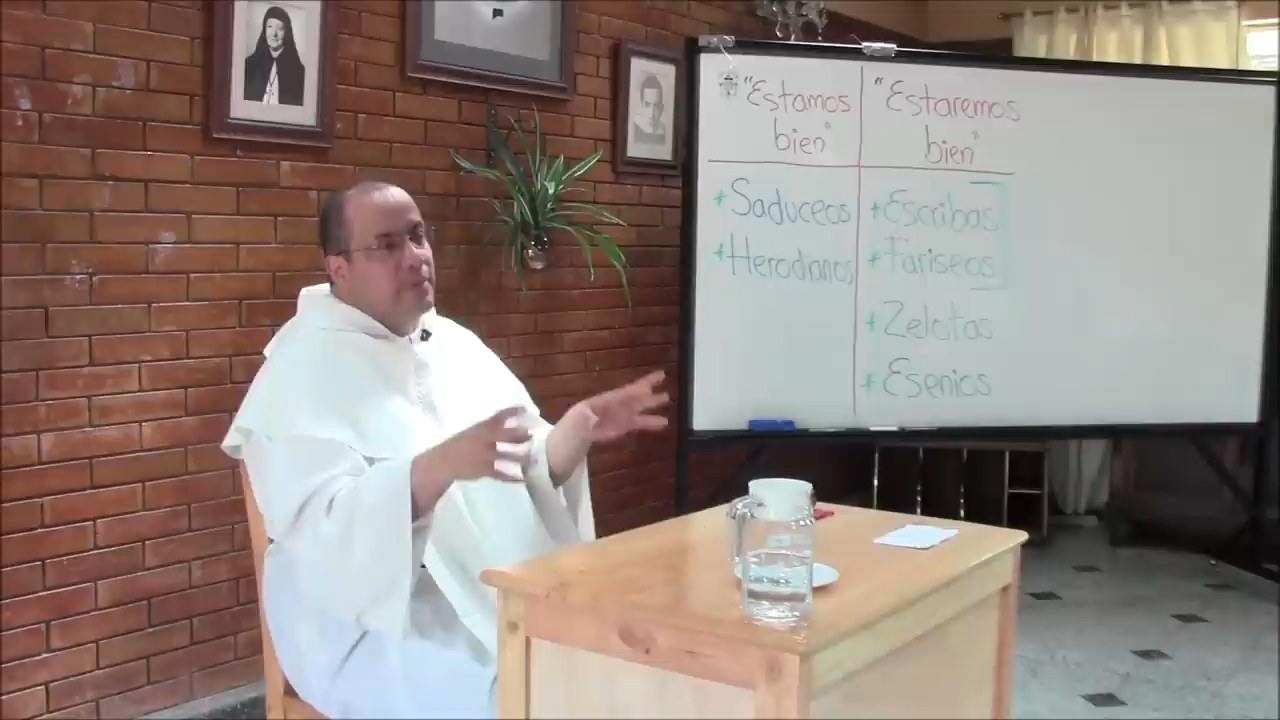 "Estamos
bien"
"Estaremos
bien"
+ Saduceos
+ Herodianos
+ Escribas
+ Fariseos
+ Zelotas
+ Esenios